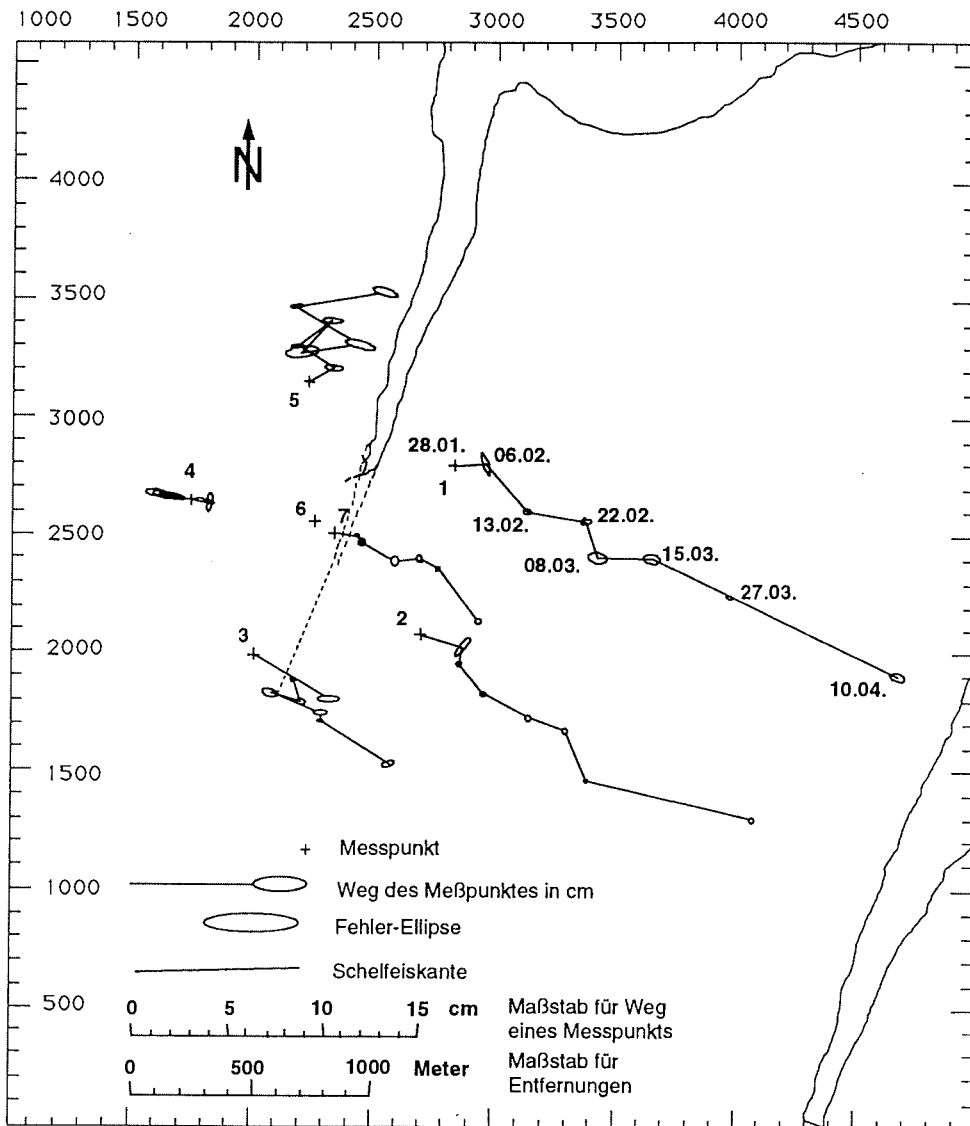 1000 1500 2000 2500 3000 3500 4000 4500
N
4000
3500
3000
5
28.01. 06.02.
4
1
6 7
2500
13.02. 22.02.
08.03. 15.03.
27.03.
2
3
2000
10.04.
1500
+ Messpunkt
1000
Weg des Meßpunktes in cm
Fehler-Ellipse
Schelfeiskante
500
0 5 10 15 cm Maßstab für Weg
eines Messpunkts
0 500 1000 Meter Maßstab für
Entfernungen